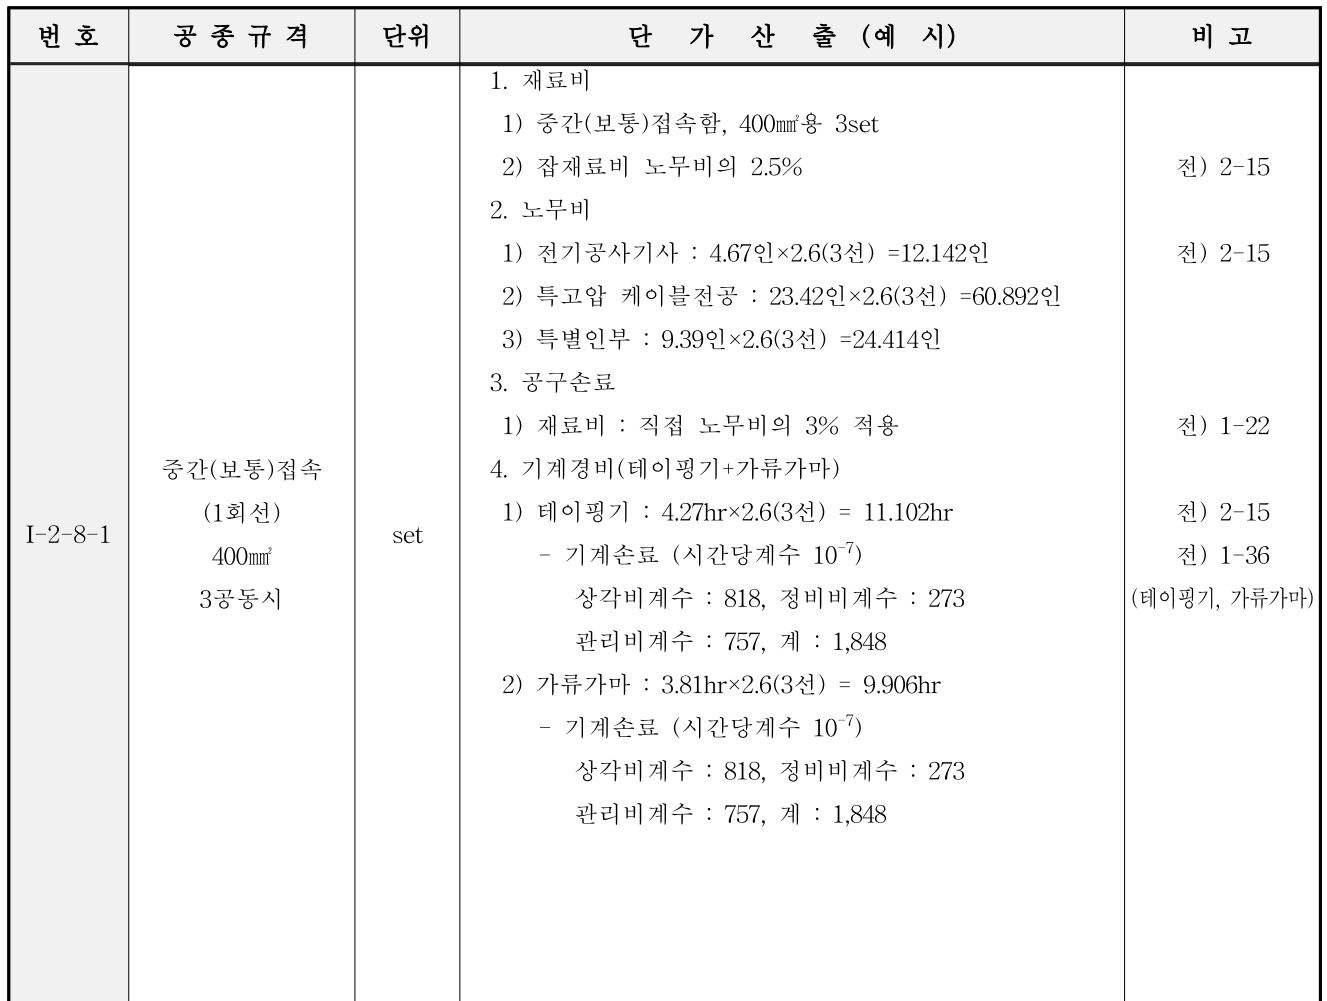 번 호 공 종 규 격 단위 단 가 산 출 (예 시) 비 고
1. 재료비
1) 중간(보통)접속함, 400㎟용 3set
2) 잡재료비 노무비의 2.5% 전) 2-15
2. 노무비
1) 전기공사기사 : 4.67인×2.6(3선) =12.142인 전) 2-15
2) 특고압 케이블전공 : 23.42인×2.6(3선) =60.892인
3) 특별인부 : 9.39인×2.6(3선) =24.414인
3. 공구손료
1) 재료비 : 직접 노무비의 3% 적용 전) 1-22
중간(보통)접속 4. 기계경비(테이핑기+가류가마)
(1회선) 1) 테이핑기 : 4.27hr×2.6(3선) = 11.102hr 전) 2-15
I-2-8-1 set
400㎟ - 기계손료 (시간당계수 10⁻⁷) 전) 1-36
3공동시 상각비계수 : 818, 정비비계수 : 273 (테이핑기, 가류가마)
관리비계수 : 757, 계 : 1,848
2) 가류가마 : 3.81hr×2.6(3선) = 9.906hr
- 기계손료 (시간당계수 10⁻⁷)
상각비계수 : 818, 정비비계수 : 273
관리비계수 : 757, 계 : 1,848